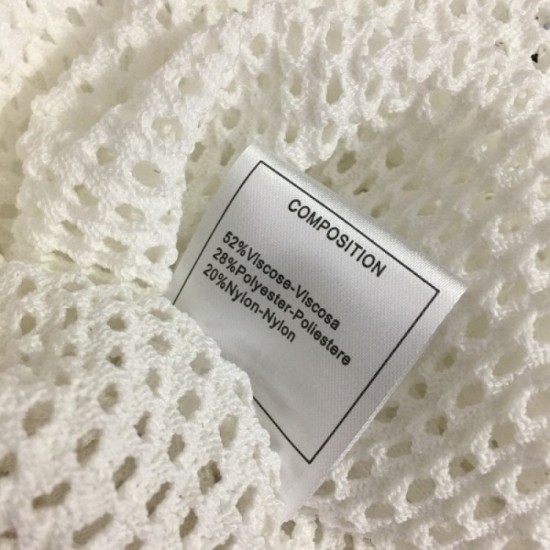 COMPOSITION
52%Viscose-Viscosa
28%Polyester-Poliestere
20%Nylon-Nylon